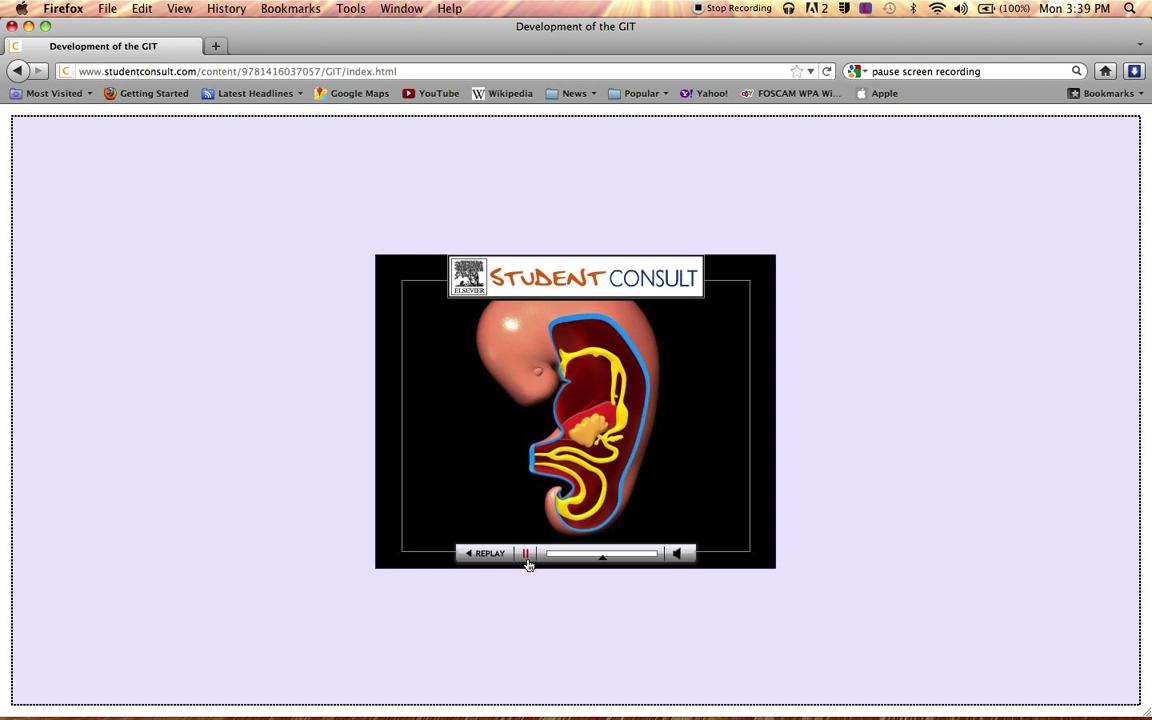 Firefox File Edit View History Bookmarks Tools Window Help Stop Recording 2 (100%) Mon 3:39 PM
Development of the GIT
Development of the GIT
www.studentconsult.com/content/9781416037057/GIT/index.html pause screen recording
Most Visited Getting Started Latest Headlines Google Maps YouTube Wikipedia News Popular Yahoo! FOSCAM WPA Wi... Apple Bookmarks
ELSEVIER STUDENT CONSULT
REPLAY